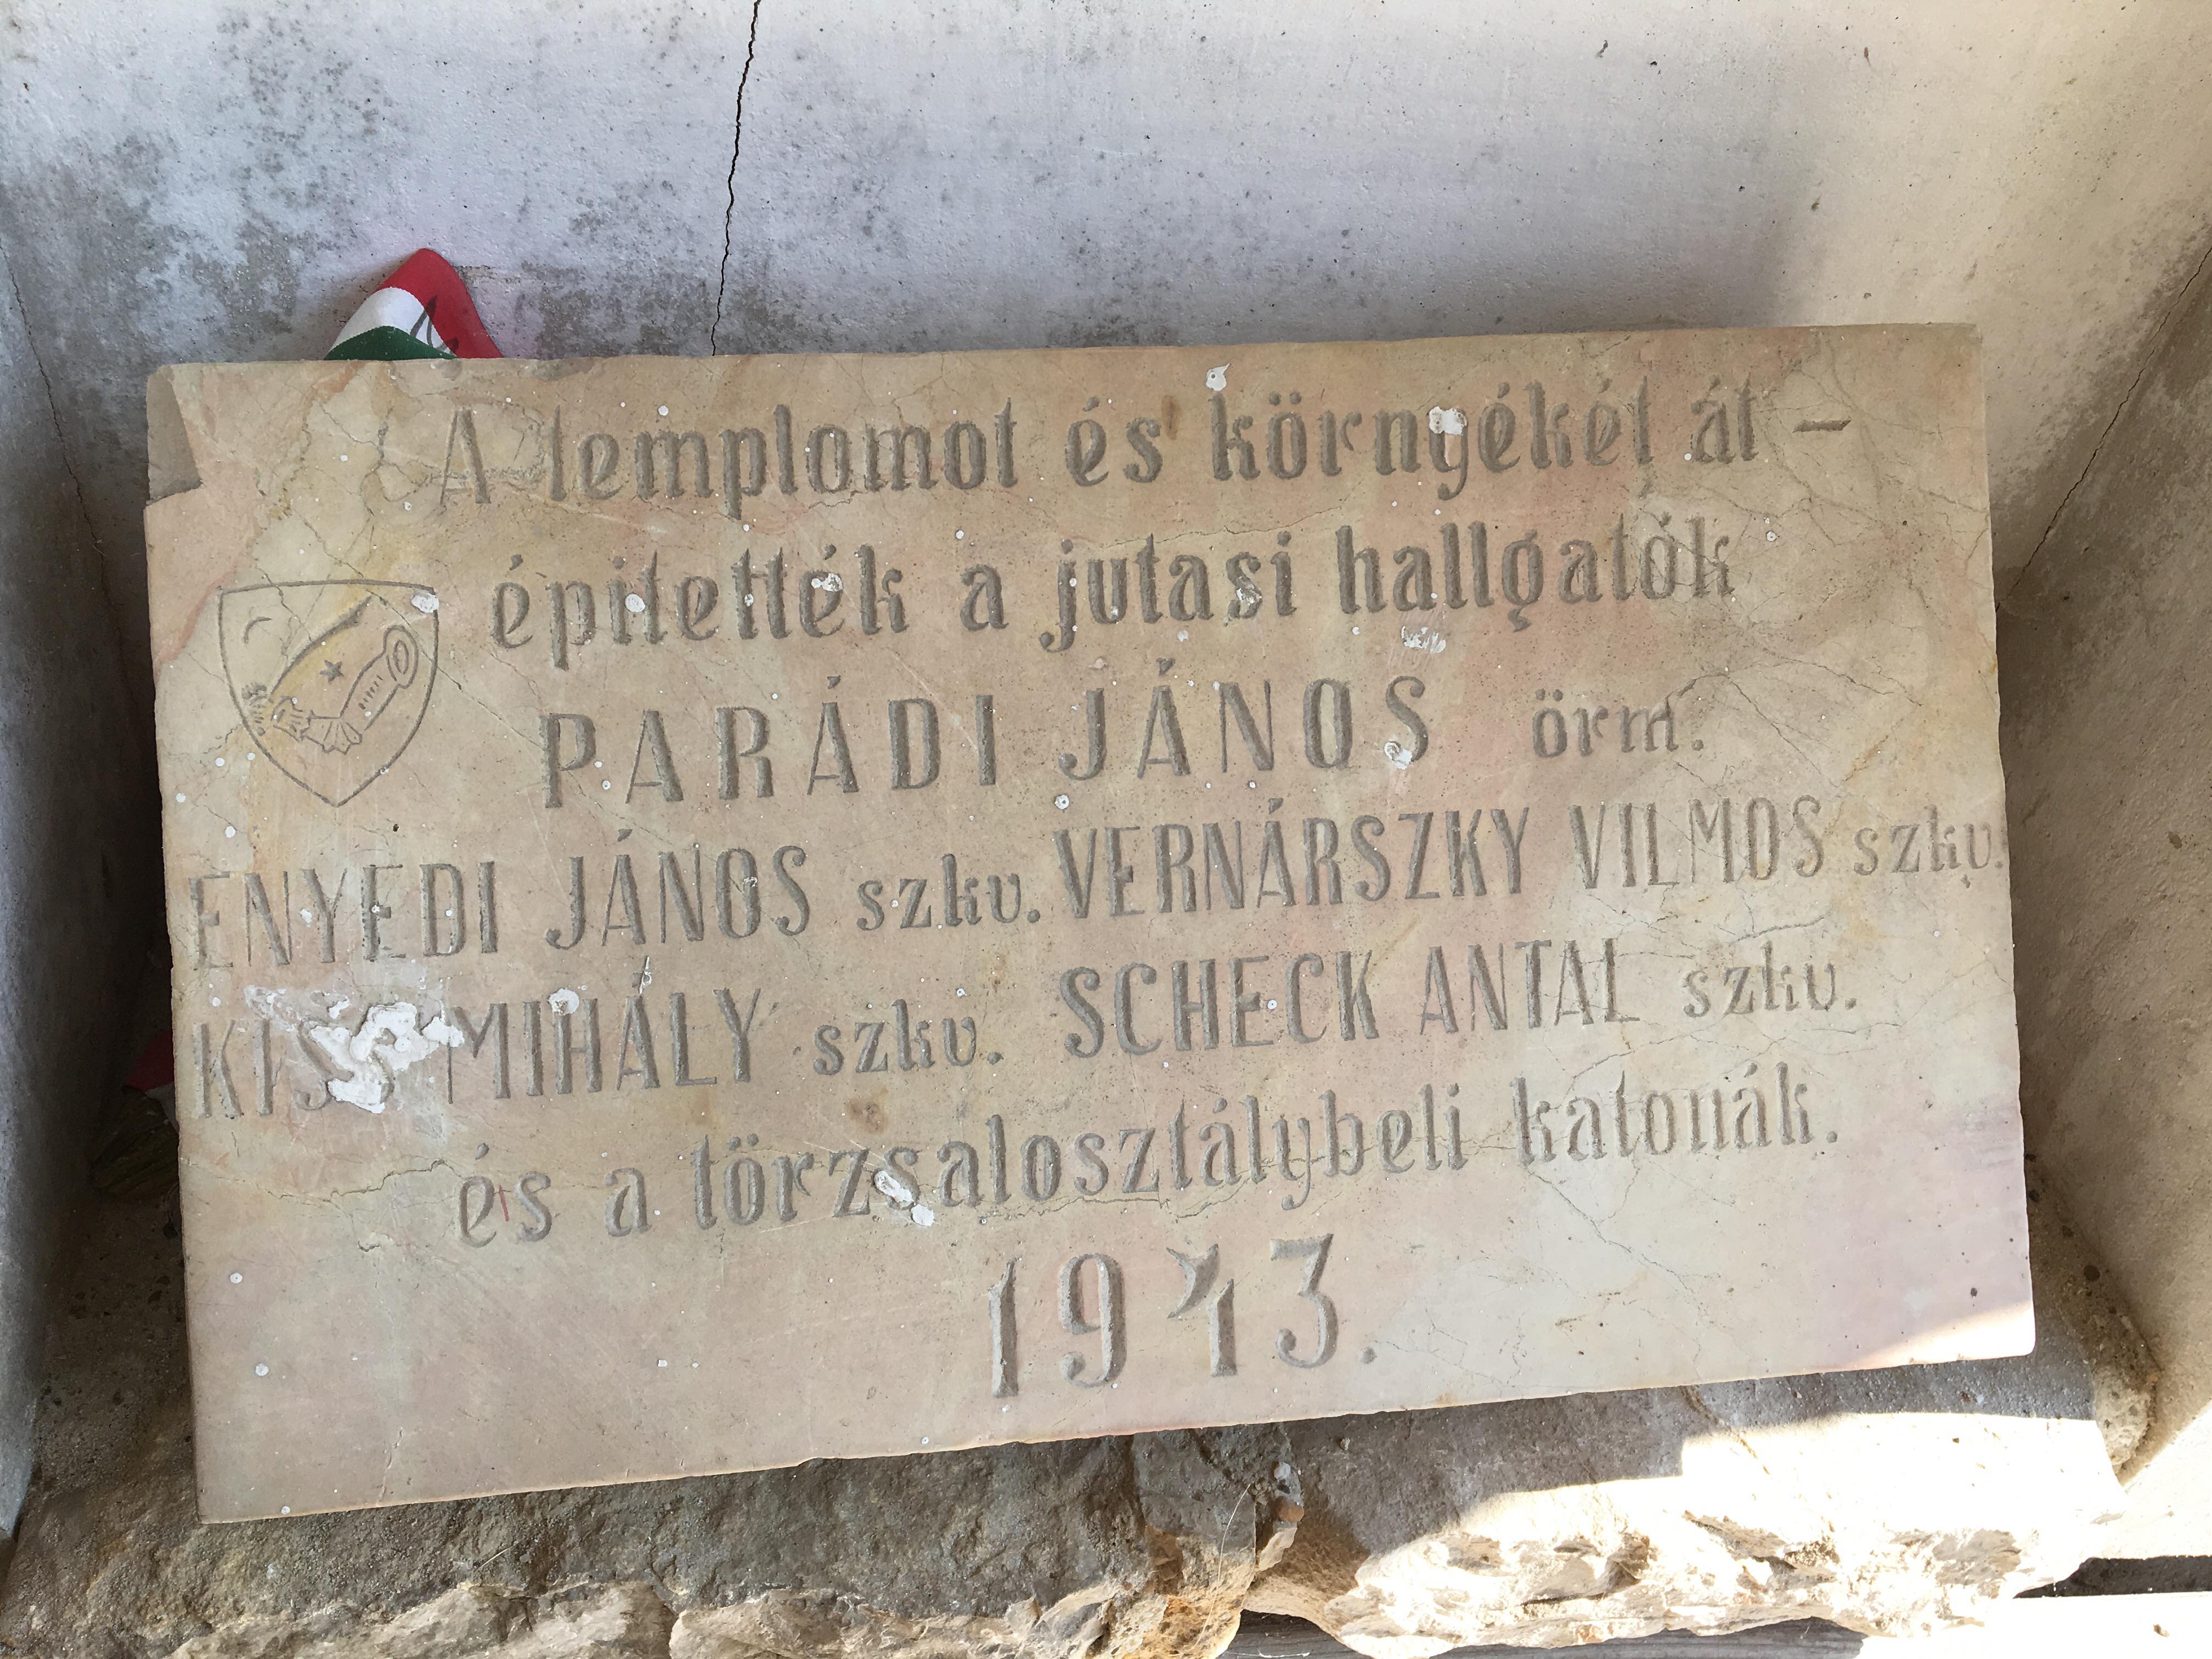 A templomot és környékét át -
építették a jutasi hallgatók
PARÁDI JÁNOS örm.
ENYEDI JÁNOS szkv. VERNÁRSZKY VILMOS szkv.
KISS MIHÁLY szkv. SCHECK ANTAL szkv.
és a törzsalosztálybeli katonák.
1943.